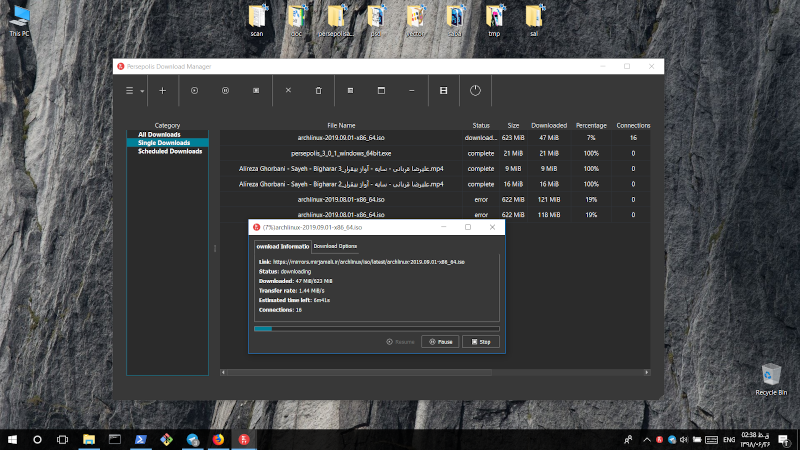 This PC
scan
doc
persepolisa...
pso
vector
saba
tmp
sal
Persepolis Download Manager
Category
All Downloads
Single Downloads
Scheduled Downloads
File Name Status Size Downloaded Percentage Connections
archlinux-2019.09.01-x86_64.iso download... 623 MiB 47 MiB 7% 16
persepolis_3_0_1_windows_64bit.exe complete 21 MiB 21 MiB 100% 0
Alireza Ghorbani - Sayeh - Bigharar 3_علیرضا قربانی - سایه - آواز بیقرار.mp4 complete 9 MiB 9 MiB 100% 0
Alireza Ghorbani - Sayeh - Bigharar 2_علیرضا قربانی - سایه - آواز بیقرار.mp4 complete 16 MiB 16 MiB 100% 0
archlinux-2019.08.01-x86_64.iso error 622 MiB 121 MiB 19% 0
archlinux-2019.08.01-x86_64.iso error 622 MiB 118 MiB 19% 0
(7%)archlinux-2019.09.01-x86_64.iso
ownload Informatio
Download Options
Link: https://mirrors.mirjamali.ir/archlinux/iso/latest/archlinux-2019.09.01-x86_64.iso
Status: downloading
Downloaded: 47 MiB/623 MiB
Transfer rate: 1.44 MiB/s
Estimated time left: 6m41s
Connections: 16
Resume
Pause
Stop
Recycle Bin
ENG
02:38 ق.ظ
۱۳۹۸/۰۶/۲۶